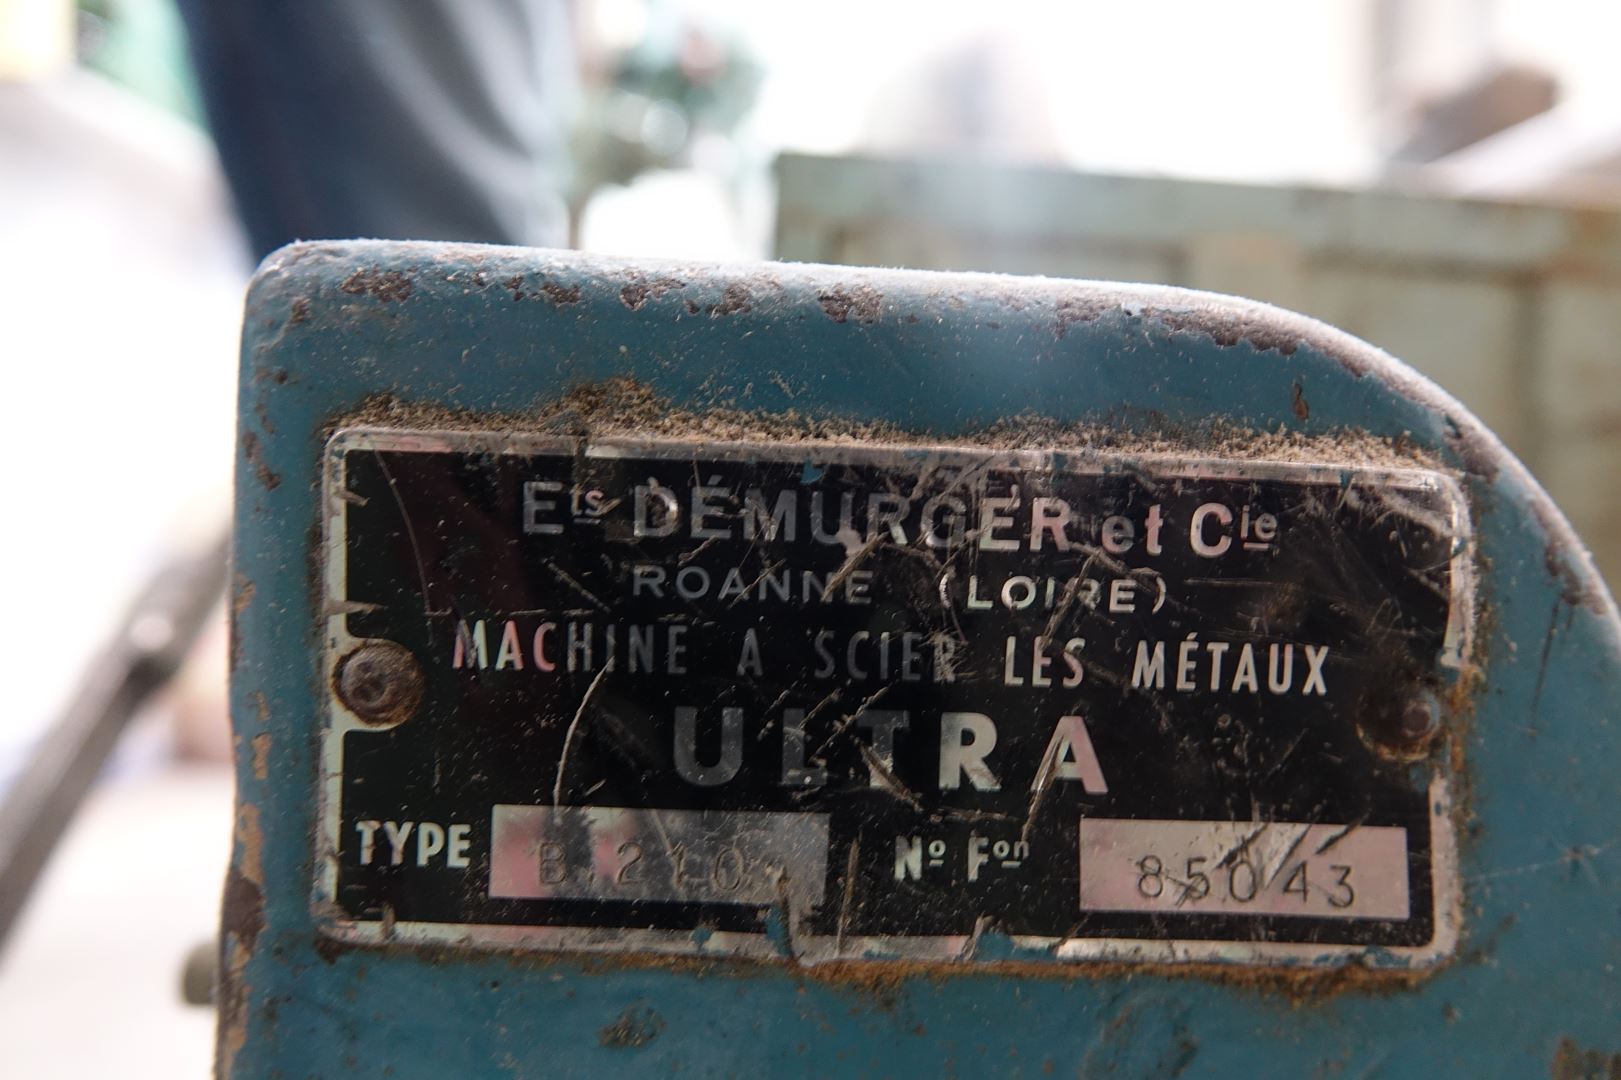 Ets DÉMURGER et Cie
ROANNE (LOIRE)
MACHINE A SCIER LES MÉTAUX
ULTRA
TYPE B.210 No Fon 85043